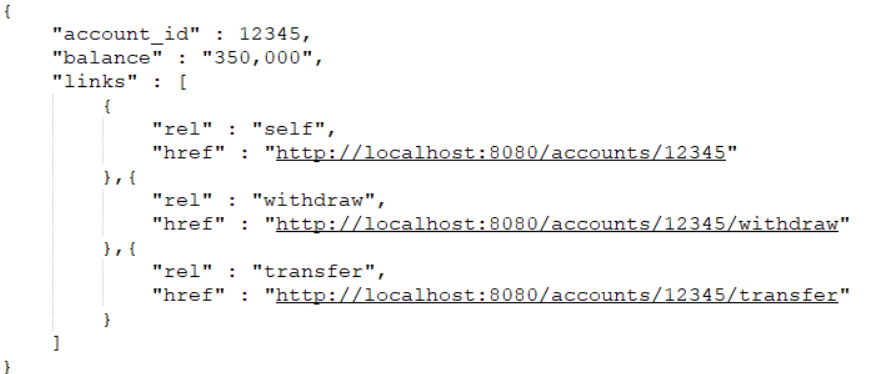 {
"account_id" : 12345,
"balance" : "350,000",
"links" : [
{
"rel" : "self",
"href" : "http://localhost:8080/accounts/12345"
},{
"rel" : "withdraw",
"href" : "http://localhost:8080/accounts/12345/withdraw"
},{
"rel" : "transfer",
"href" : "http://localhost:8080/accounts/12345/transfer"
}
]
}